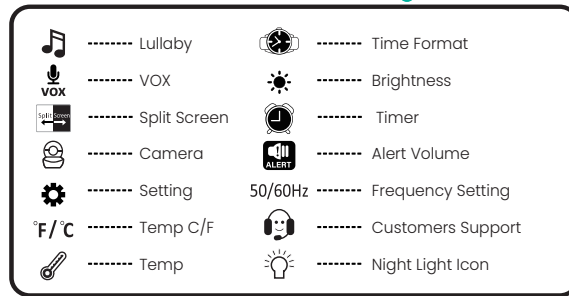 Lullaby
VOX VOX
Split Screen Split Screen
Camera
Setting
°F/°C Temp C/F
Temp
Time Format
Brightness
Timer
ALERT Alert Volume
50/60Hz Frequency Setting
Customers Support
Night Light Icon